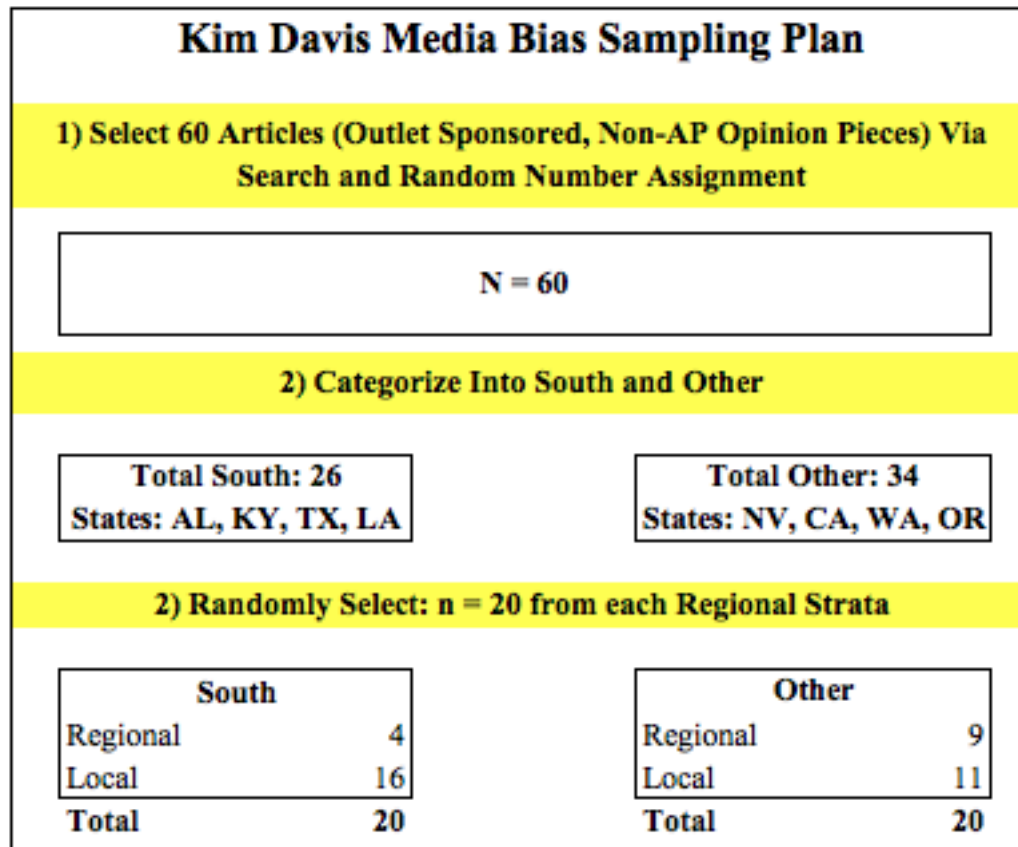 Kim Davis Media Bias Sampling Plan
1) Select 60 Articles (Outlet Sponsored, Non-AP Opinion Pieces) Via
Search and Random Number Assignment
N = 60
2) Categorize Into South and Other
Total South: 26
States: AL, KY, TX, LA
Total Other: 34
States: NV, CA, WA, OR
2) Randomly Select: n = 20 from each Regional Strata
South
Regional 4
Local 16
Total 20
Other
Regional 9
Local 11
Total 20